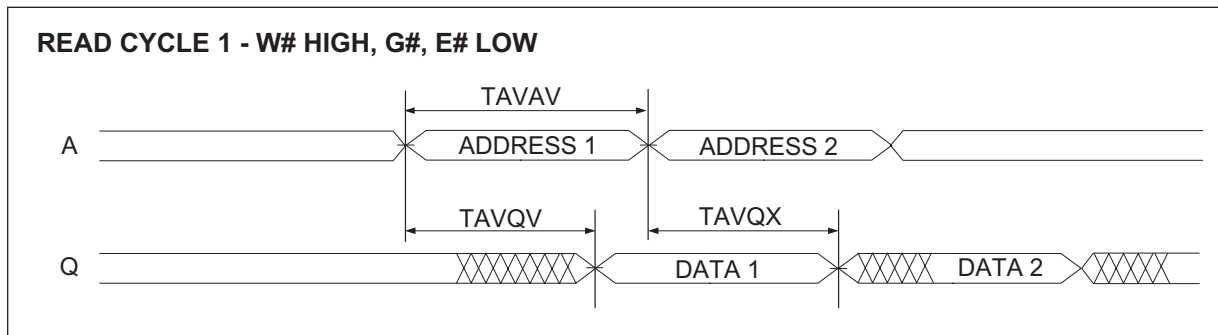 READ CYCLE 1 - W# HIGH, G#, E# LOW
TAVAV
A
ADDRESS 1
ADDRESS 2
TAVQV
TAVQX
Q
DATA 1
DATA 2